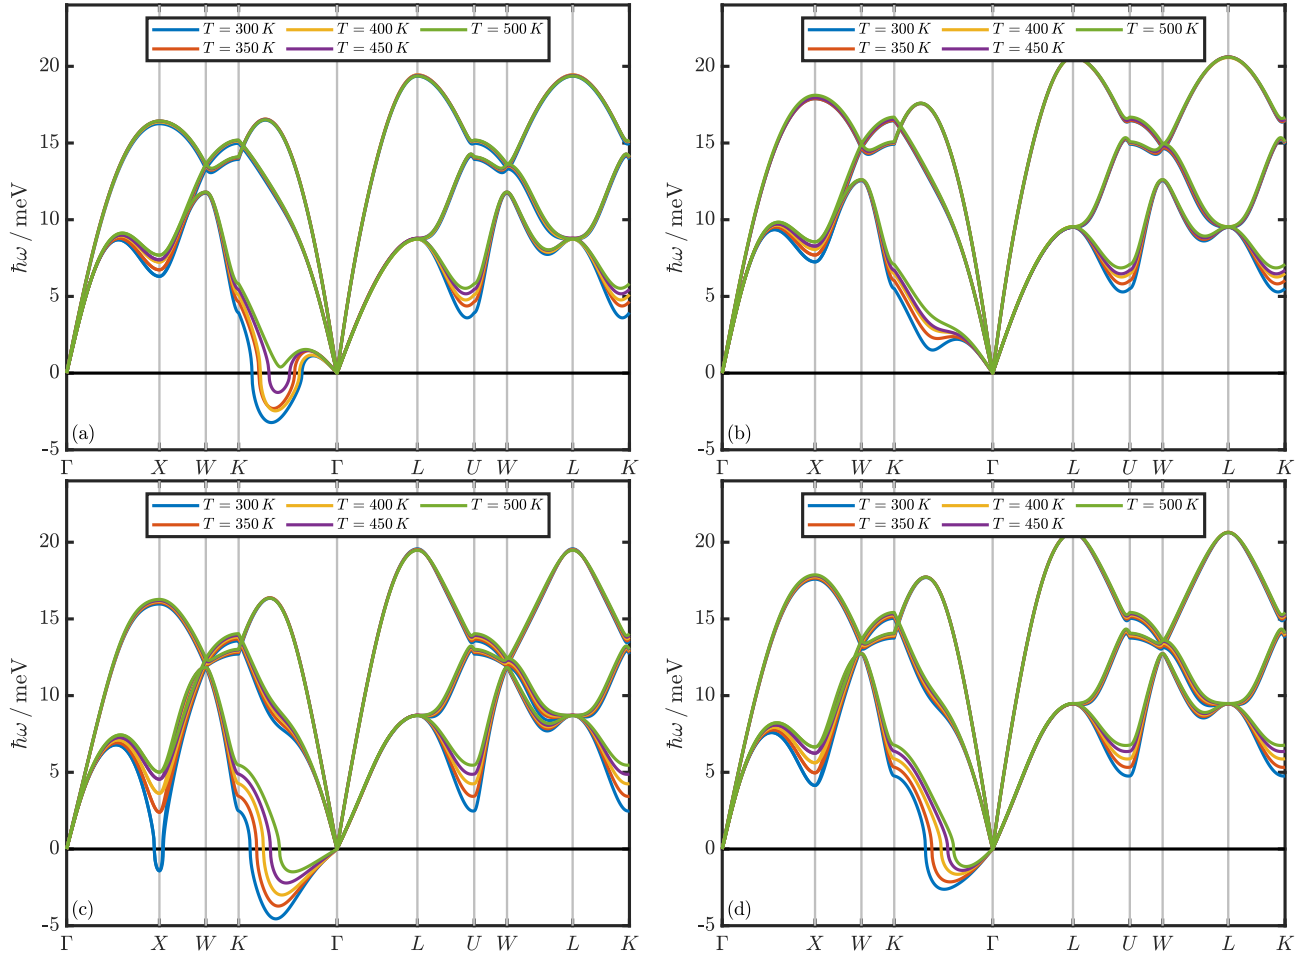 T = 300 K T = 400 K T = 500 K
T = 350 K T = 450 K
20
15
10
5
0
-5
ħω / meV
(a)
Γ X W K Γ L U W L K
T = 300 K T = 400 K T = 500 K
T = 350 K T = 450 K
20
15
10
5
0
-5
ħω / meV
(b)
Γ X W K Γ L U W L K
T = 300 K T = 400 K T = 500 K
T = 350 K T = 450 K
20
15
10
5
0
-5
ħω / meV
(c)
Γ X W K Γ L U W L K
T = 300 K T = 400 K T = 500 K
T = 350 K T = 450 K
20
15
10
5
0
-5
ħω / meV
(d)
Γ X W K Γ L U W L K